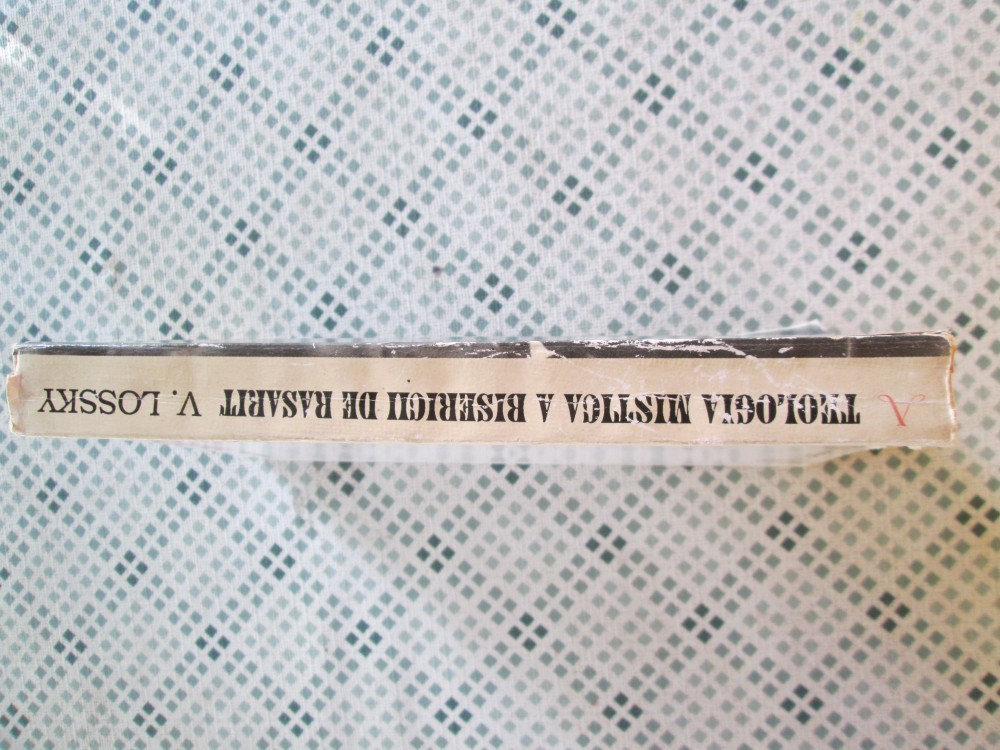 TEOLOGIA MISTICA A BISERICII DE RASARIT V. LOSSKY